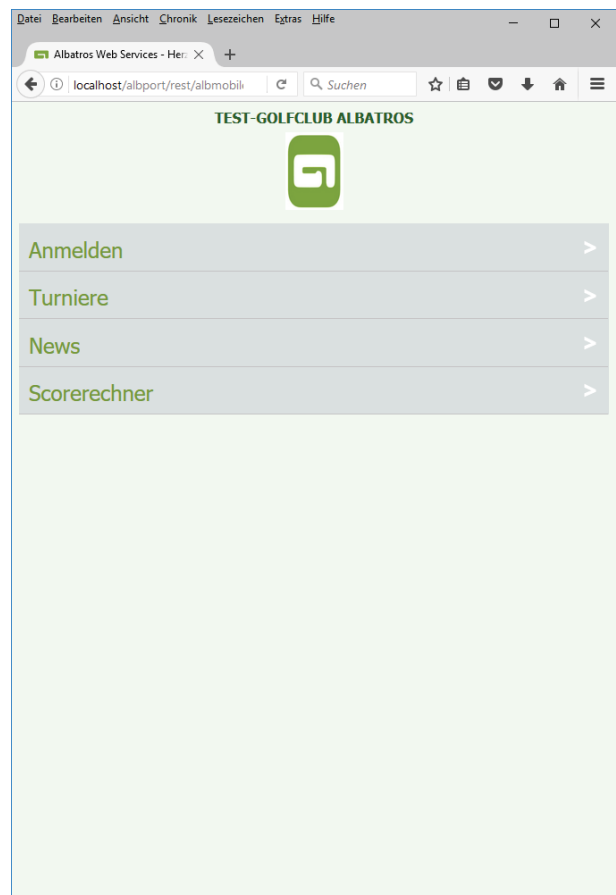 Datei Bearbeiten Ansicht Chronik Lesezeichen Extras Hilfe
Albatros Web Services - Her
localhost/albport/rest/albmobile
Suchen
TEST-GOLFCLUB ALBATROS
Anmelden >
Turniere >
News >
Scorerechner >